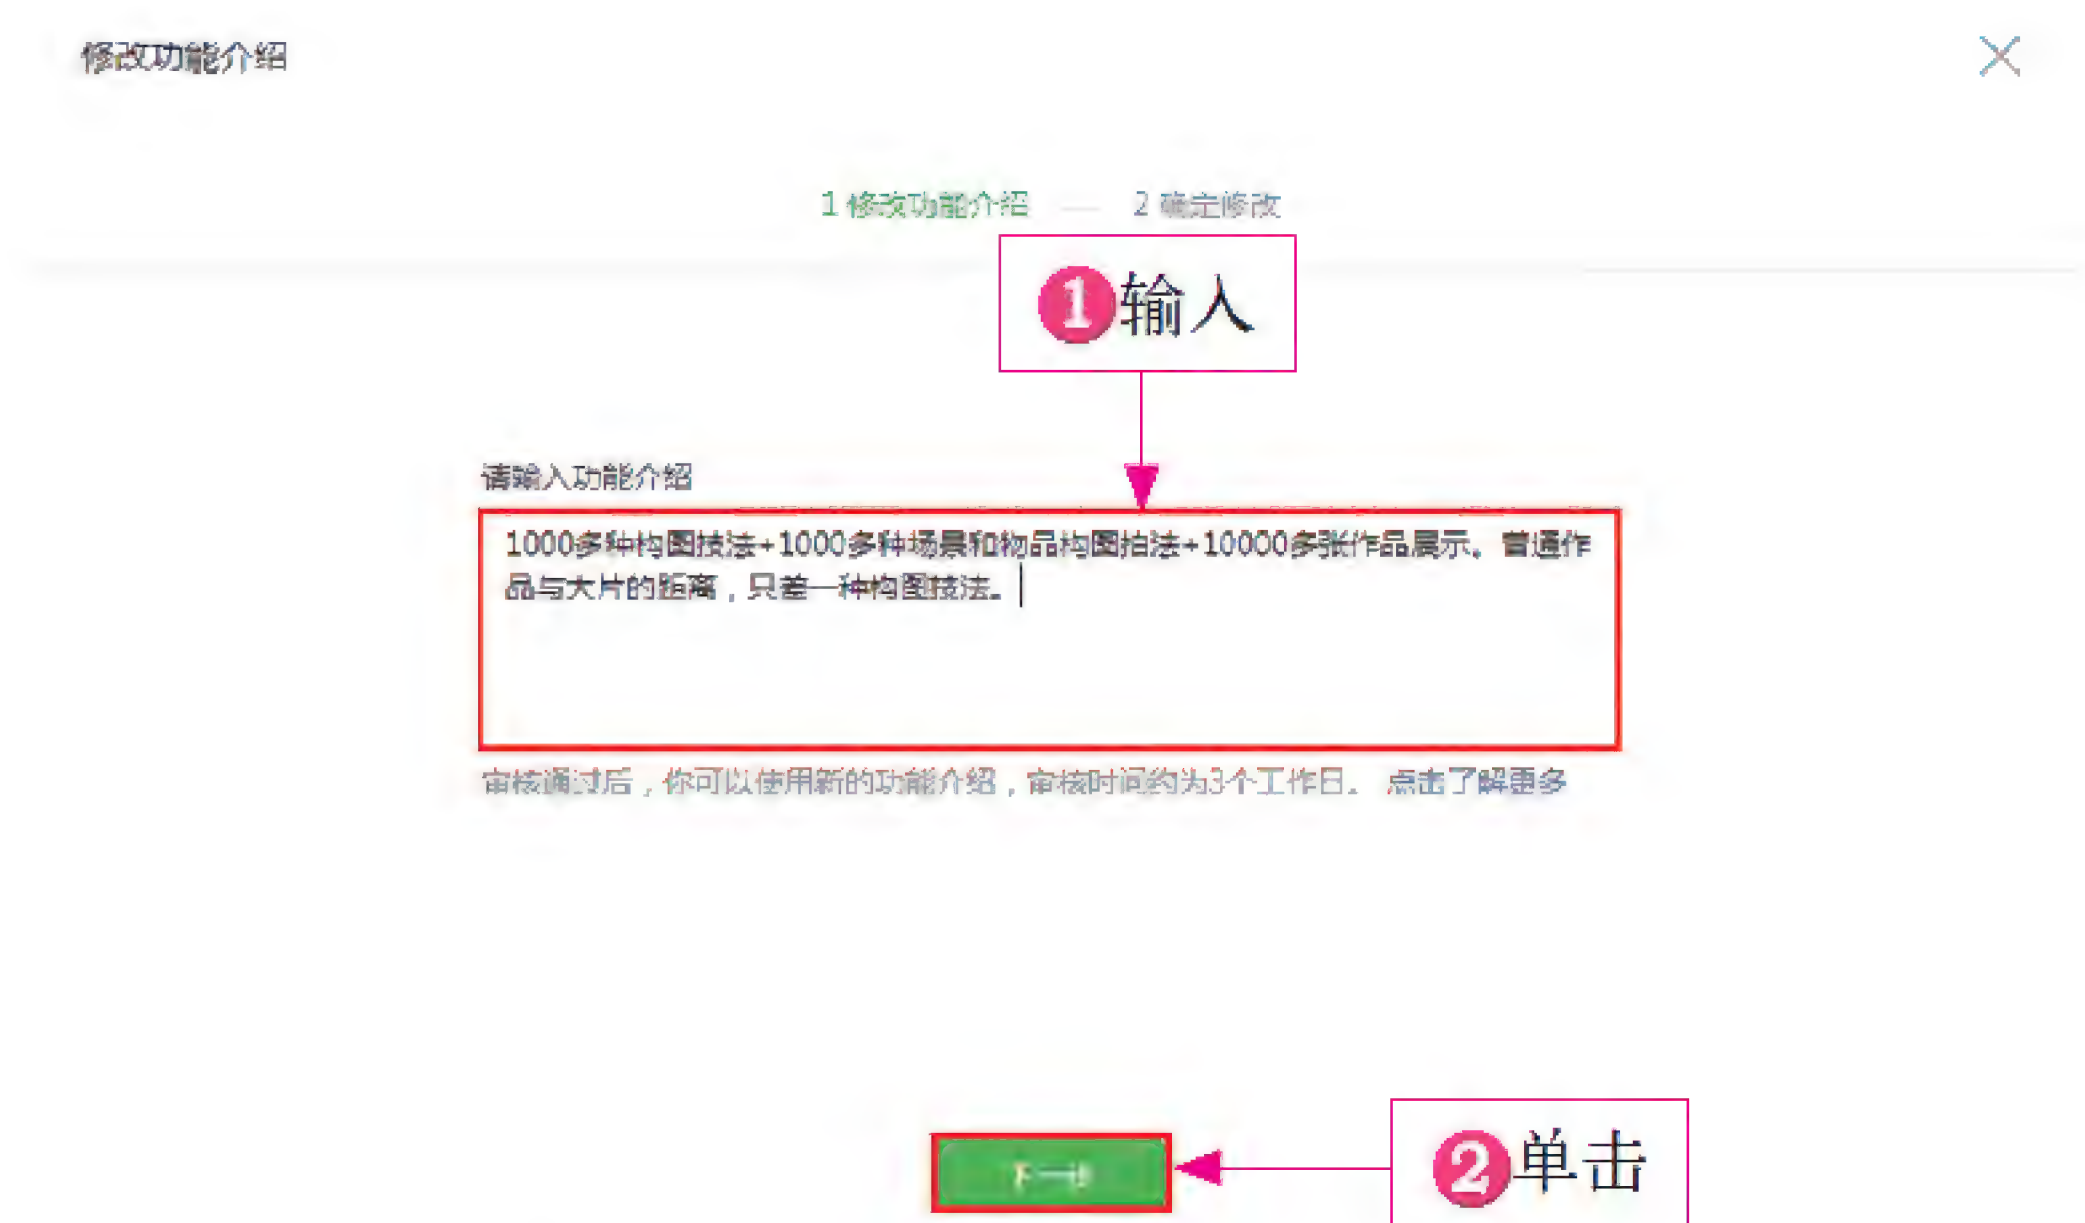 修改功能介绍
1 修改功能介绍 — 2 确定修改
1输入
请输入功能介绍
1000多种构图技法+1000多种场景和物品构图拍法+10000多张作品展示。普通作
品与大片的距离，只差一种构图技法。
审核通过后，你可以使用新的功能介绍，审核时间约为3个工作日。 点击了解更多
下一步
2单击